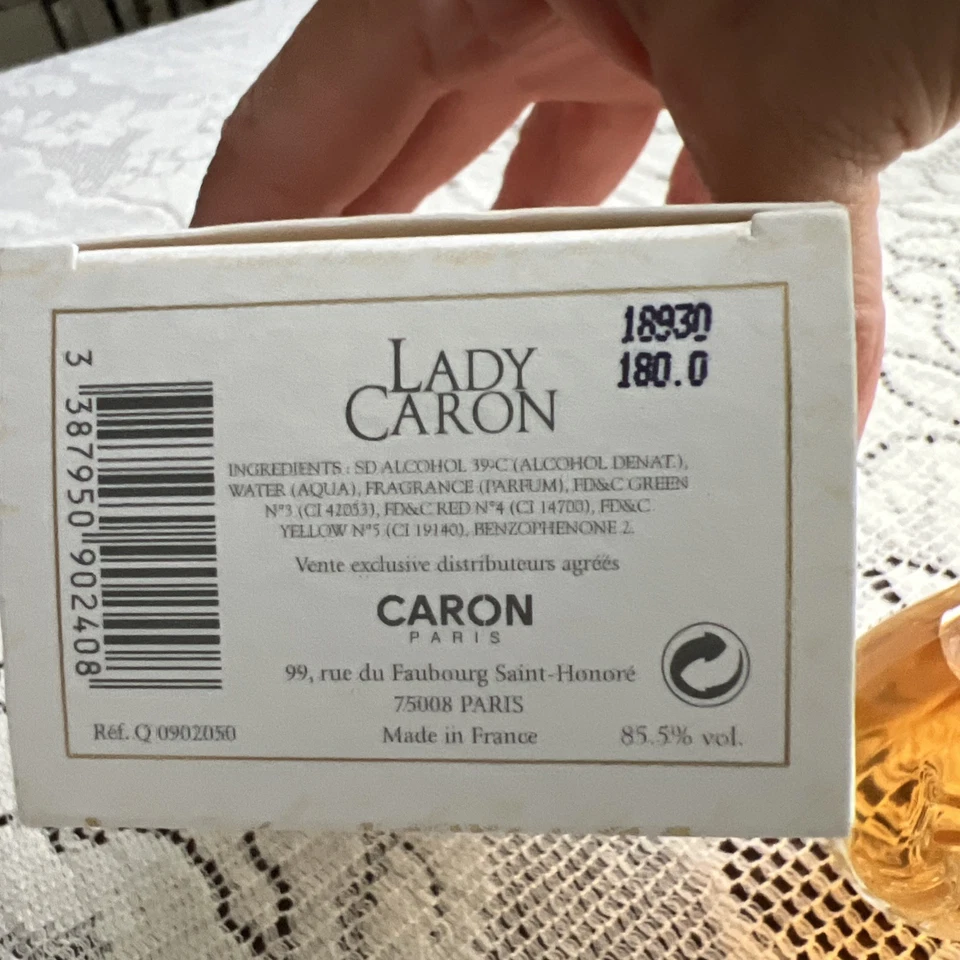 18930
180.0
LADY
CARON
INGREDIENTS : SD ALCOHOL 39-C (ALCOHOL DENAT.),
WATER (AQUA), FRAGRANCE (PARFUM), FD&C GREEN
N°3 (CI 42053), FD&C RED N°4 (CI 14700), FD&C
YELLOW N°5 (CI 19140), BENZOPHENONE 2.
Vente exclusive distributeurs agréés
CARON
PARIS
99, rue du Faubourg Saint-Honoré
75008 PARIS
Made in France
85.5% vol.
Réf. Q 0902050
3 387950 902408